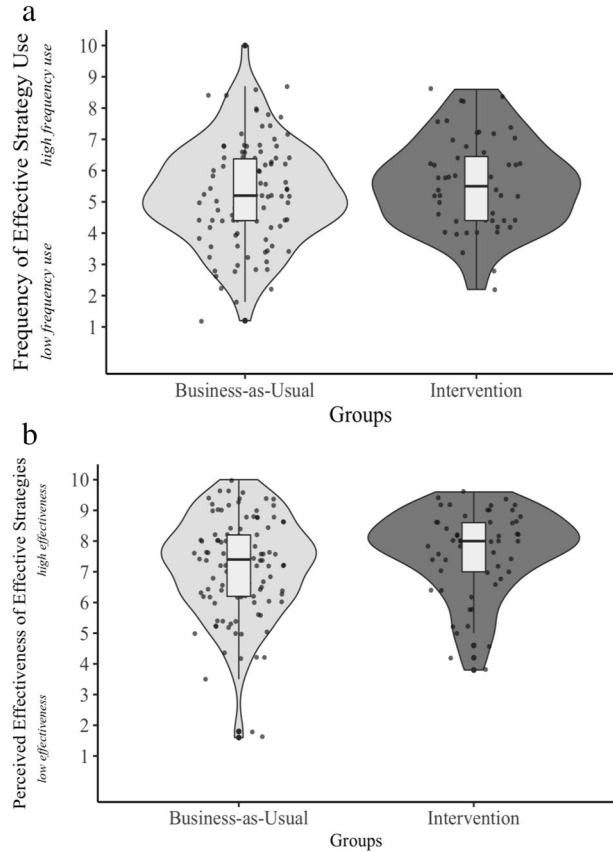 a
Frequency of Effective Strategy Use
low frequency use
high frequency use
10
9
8
7
6
5
4
3
2
1
Business-as-Usual
Intervention
Groups
b
Perceived Effectiveness of Effective Strategies
low effectiveness
high effectiveness
10
9
8
7
6
5
4
3
2
1
Business-as-Usual
Intervention
Groups